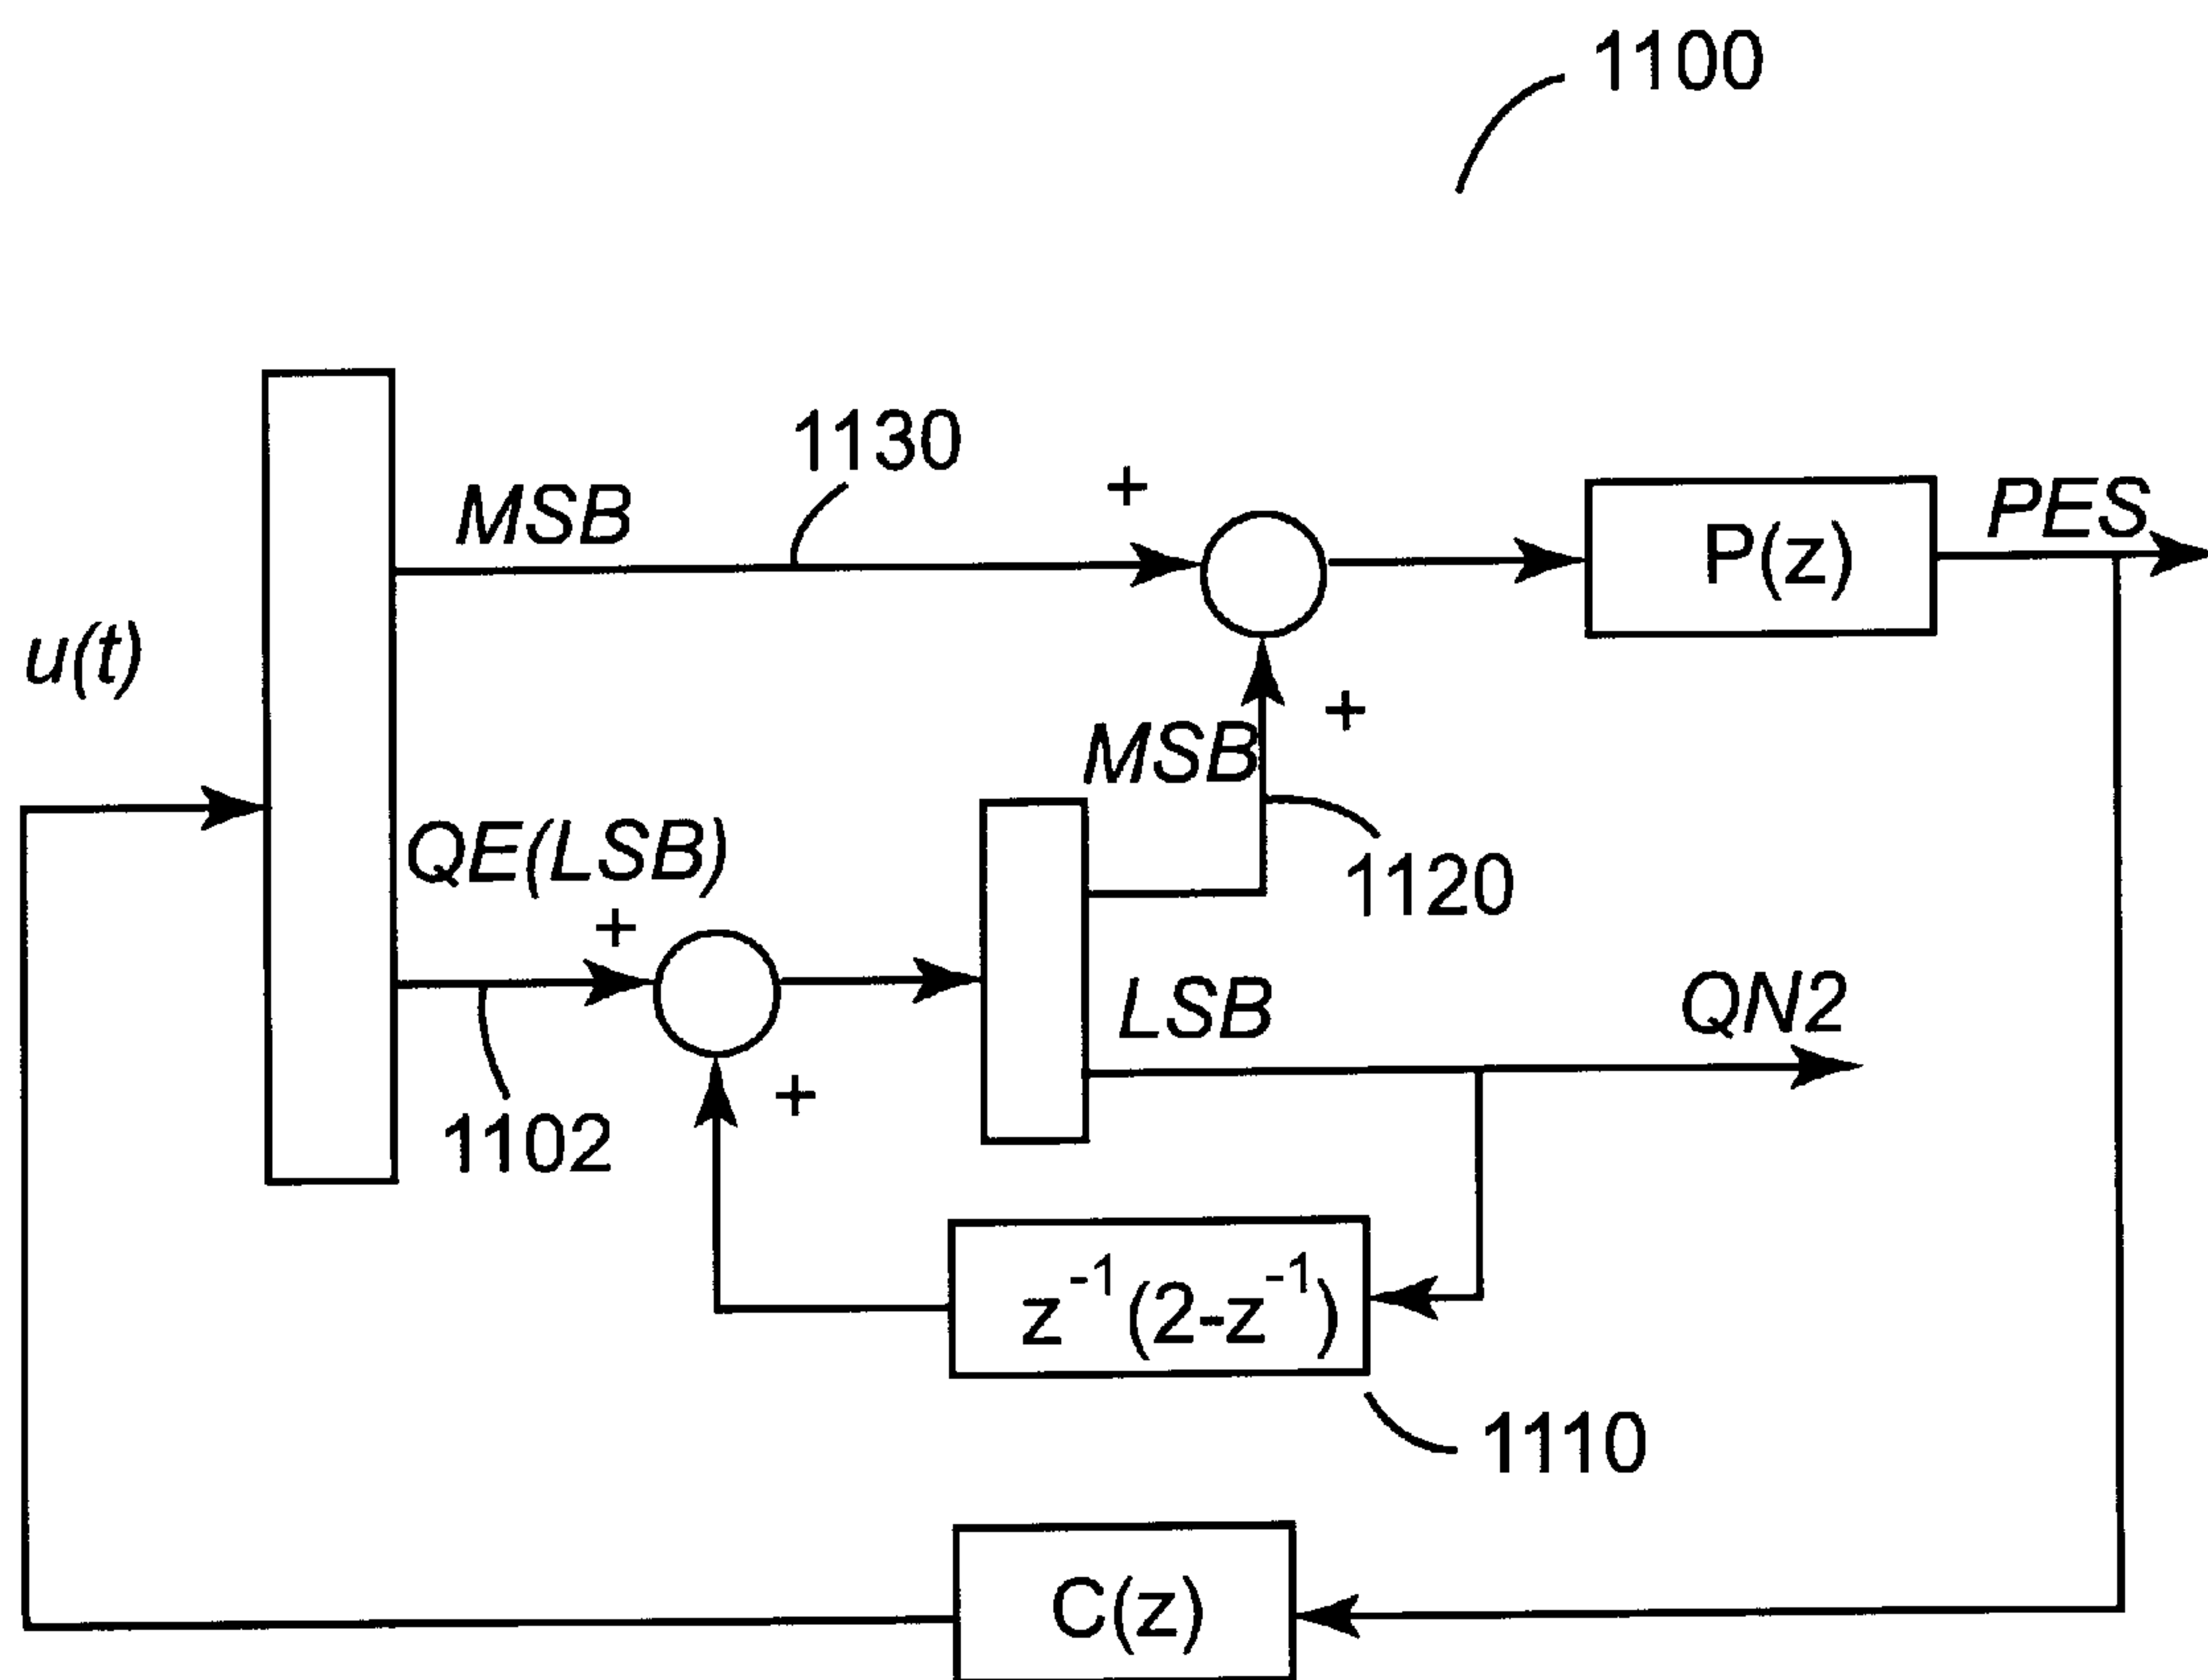 1100
1130
+
MSB
PES
P(z)
u(t)
+
MSB
QE(LSB)
1120
+
LSB
QN2
+
1102
z⁻¹(2-z⁻¹)
1110
C(z)